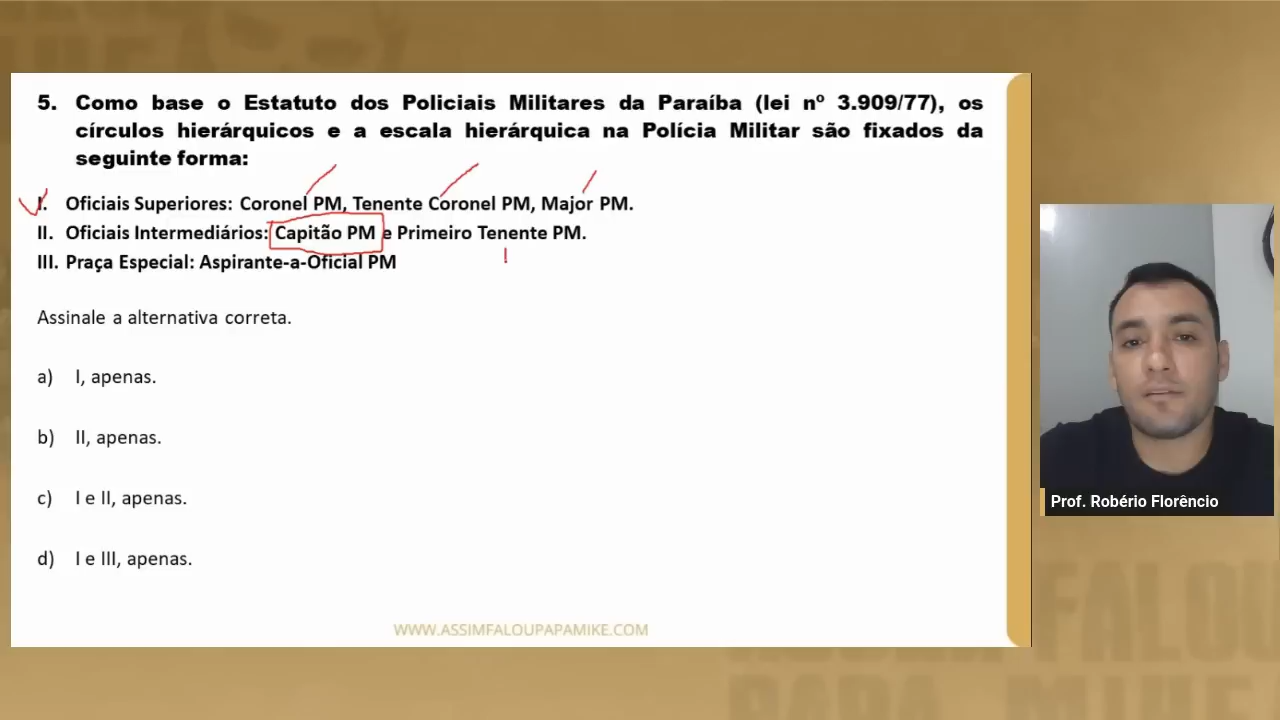 5. Como base o Estatuto dos Policiais Militares da Paraíba (lei nº 3.909/77), os
círculos hierárquicos e a escala hierárquica na Polícia Militar são fixados da
seguinte forma:
I. Oficiais Superiores: Coronel PM, Tenente Coronel PM, Major PM.
II. Oficiais Intermediários: Capitão PM e Primeiro Tenente PM.
III. Praça Especial: Aspirante-a-Oficial PM
Assinale a alternativa correta.
a) I, apenas.
b) II, apenas.
c) I e II, apenas.
d) I e III, apenas.
WWW.ASSIMFALOUPAPAMIKE.COM
Prof. Robério Florêncio
FALOU